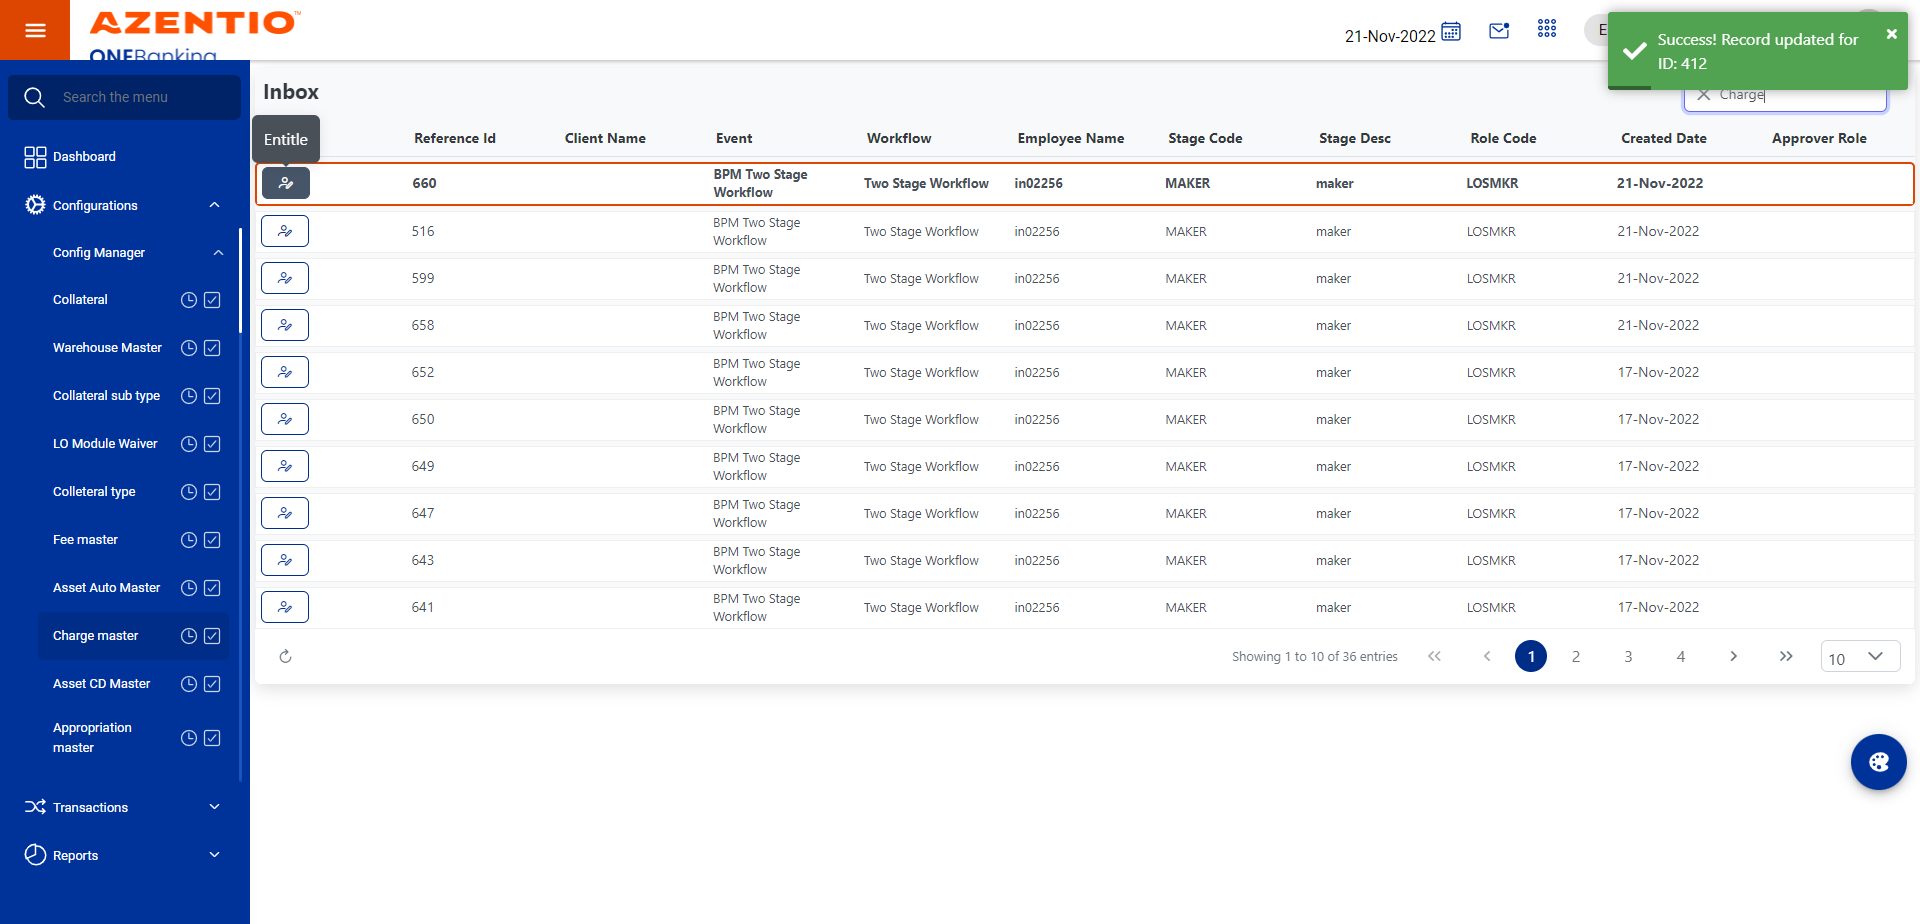 AZENTIO™
ONEBanking
21-Nov-2022
E
Success! Record updated for
ID: 412
Search the menu
Dashboard
Configurations
Config Manager
Collateral
Warehouse Master
Collateral sub type
LO Module Waiver
Colleteral type
Fee master
Asset Auto Master
Charge master
Asset CD Master
Appropriation
master
Transactions
Reports
Inbox
Charge
Entitle
Reference Id Client Name Event Workflow Employee Name Stage Code Stage Desc Role Code Created Date Approver Role
660 BPM Two Stage Workflow Two Stage Workflow in02256 MAKER maker LOSMKR 21-Nov-2022
516 BPM Two Stage Workflow Two Stage Workflow in02256 MAKER maker LOSMKR 21-Nov-2022
599 BPM Two Stage Workflow Two Stage Workflow in02256 MAKER maker LOSMKR 21-Nov-2022
658 BPM Two Stage Workflow Two Stage Workflow in02256 MAKER maker LOSMKR 21-Nov-2022
652 BPM Two Stage Workflow Two Stage Workflow in02256 MAKER maker LOSMKR 17-Nov-2022
650 BPM Two Stage Workflow Two Stage Workflow in02256 MAKER maker LOSMKR 17-Nov-2022
649 BPM Two Stage Workflow Two Stage Workflow in02256 MAKER maker LOSMKR 17-Nov-2022
647 BPM Two Stage Workflow Two Stage Workflow in02256 MAKER maker LOSMKR 17-Nov-2022
643 BPM Two Stage Workflow Two Stage Workflow in02256 MAKER maker LOSMKR 17-Nov-2022
641 BPM Two Stage Workflow Two Stage Workflow in02256 MAKER maker LOSMKR 17-Nov-2022
Showing 1 to 10 of 36 entries 1 2 3 4 10